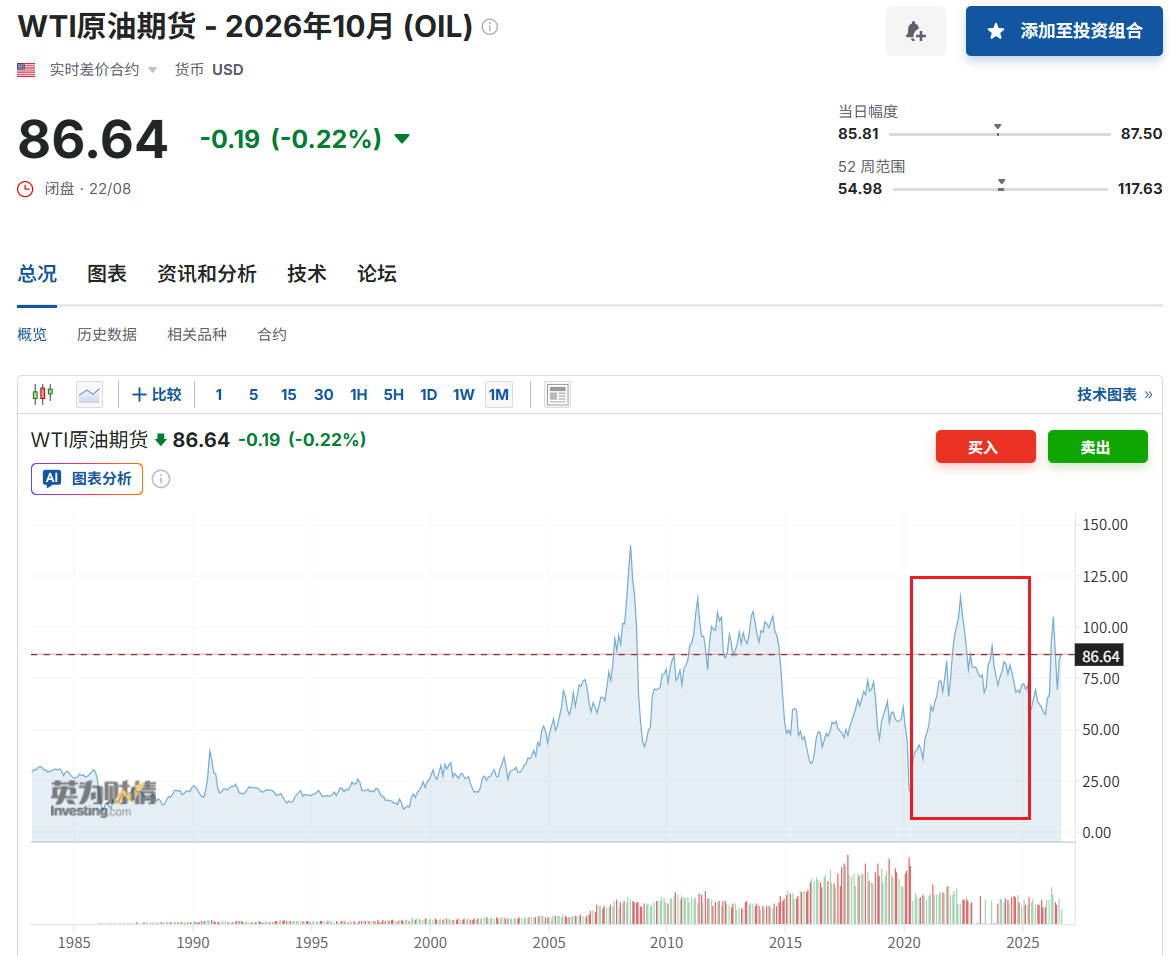 WTI原油期货 - 2026年10月 (OIL)
添加至投资组合
实时差价合约 货币 USD
86.64 -0.19 (-0.22%)
闭盘 · 22/08
当日幅度
85.81 87.50
52 周范围
54.98 117.63
总况 图表 资讯和分析 技术 论坛
概览 历史数据 相关品种 合约
+ 比较 1 5 15 30 1H 5H 1D 1W 1M 技术图表 »
WTI原油期货 86.64 -0.19 (-0.22%)
买入 卖出
AI 图表分析
150.00
125.00
100.00
86.64
75.00
50.00
25.00
0.00
英为财情
Investing.com
1985 1990 1995 2000 2005 2010 2015 2020 2025